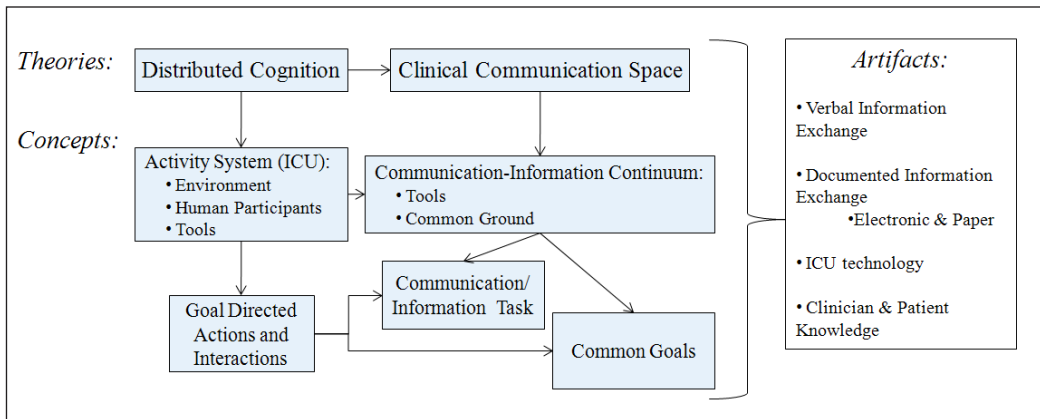 Theories:
Distributed Cognition
Clinical Communication Space
Concepts:
Activity System (ICU):
• Environment
• Human Participants
• Tools
Communication-Information Continuum:
• Tools
• Common Ground
Goal Directed
Actions and
Interactions
Communication/
Information Task
Common Goals
Artifacts:
• Verbal Information
Exchange
• Documented Information
Exchange
•Electronic & Paper
• ICU technology
• Clinician & Patient
Knowledge